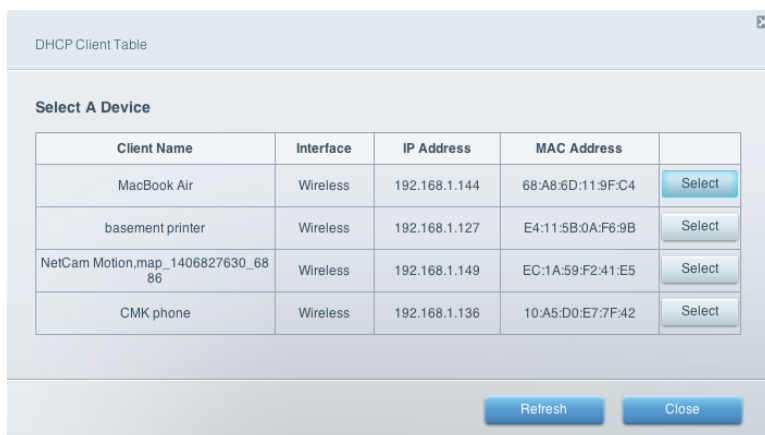 DHCP Client Table
Select A Device
Client Name Interface IP Address MAC Address
MacBook Air Wireless 192.168.1.144 68:A8:6D:11:9F:C4 Select
basement printer Wireless 192.168.1.127 E4:11:5B:0A:F6:9B Select
NetCam Motion,map_1406827630_68
86 Wireless 192.168.1.149 EC:1A:59:F2:41:E5 Select
CMK phone Wireless 192.168.1.136 10:A5:D0:E7:7F:42 Select
Refresh Close